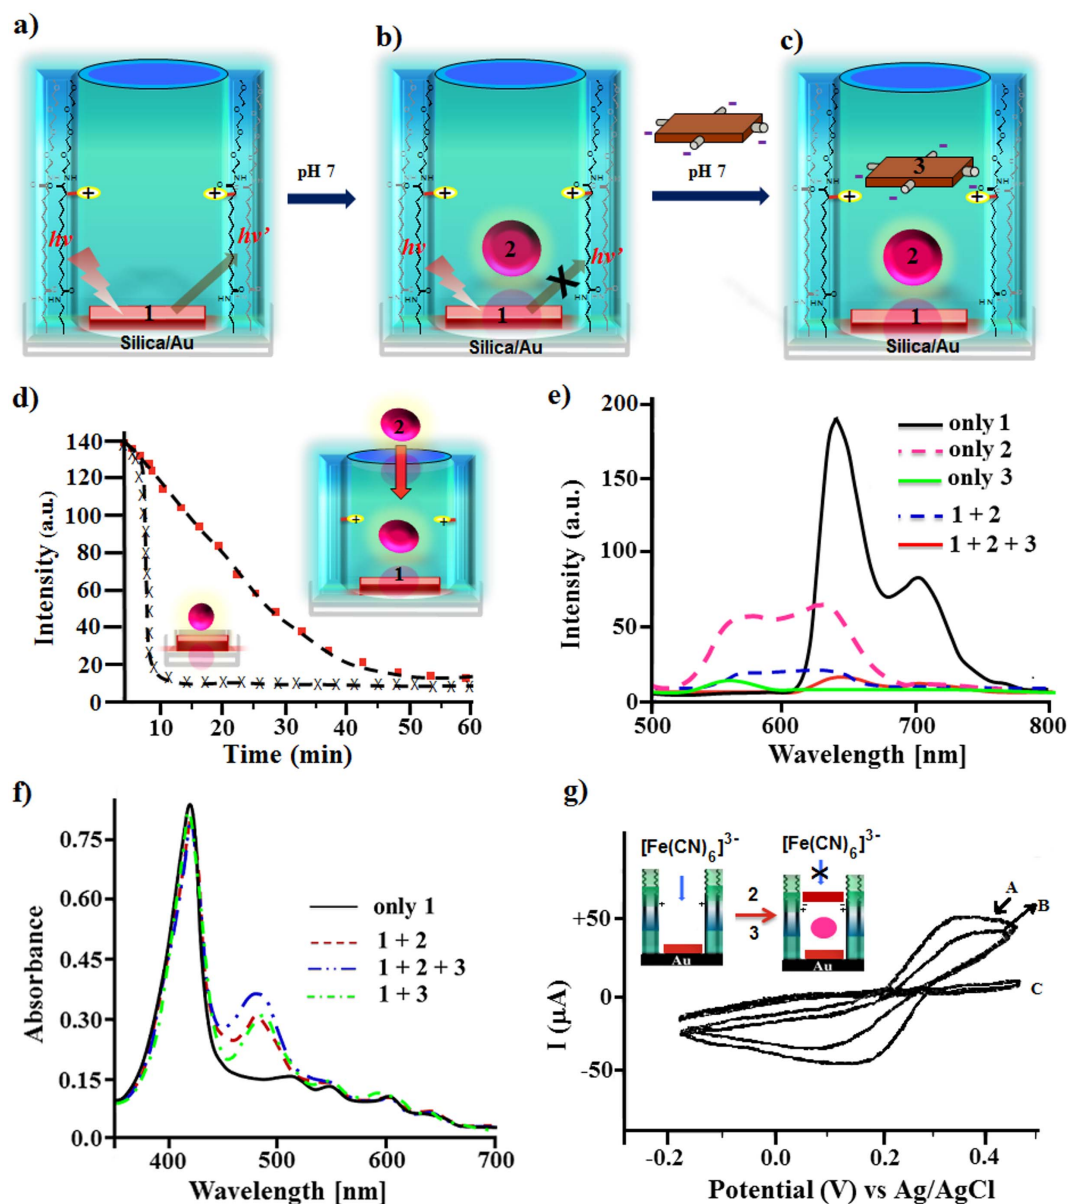 a)
b)
c)
pH 7
pH 7
3
2
2
hν
hν'
hν
hν'
1
1
1
Silica/Au
Silica/Au
Silica/Au
d)
e)
2
1
140
120
100
80
60
40
20
0
10
20
30
40
50
60
Intensity (a.u.)
Time (min)
200
150
100
50
0
500
600
700
800
Intensity (a.u.)
Wavelength [nm]
only 1
only 2
only 3
1 + 2
1 + 2 + 3
f)
g)
0.75
0.60
0.45
0.30
0.15
0.0
400
500
600
700
Absorbance
Wavelength [nm]
only 1
1 + 2
1 + 2 + 3
1 + 3
[Fe(CN)6]3-
[Fe(CN)6]3-
2
3
Au
Au
A
B
C
+50
0
-50
-0.2
0.0
0.2
0.4
I (µA)
Potential (V) vs Ag/AgCl